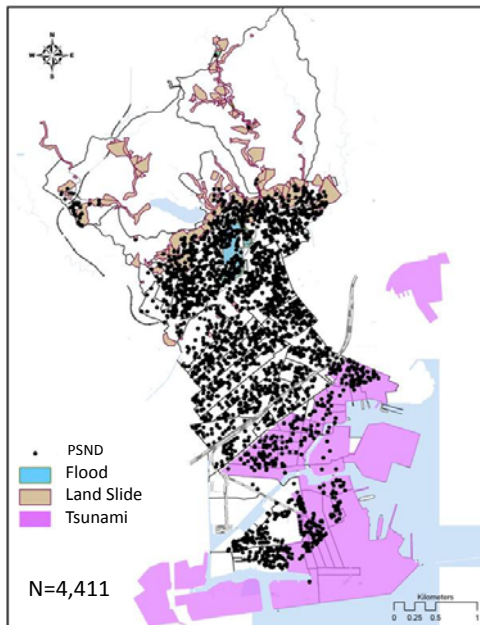 N
W E
S
PSND
Flood
Land Slide
Tsunami
N=4,411
Kilometers
0 0.25 0.5 1